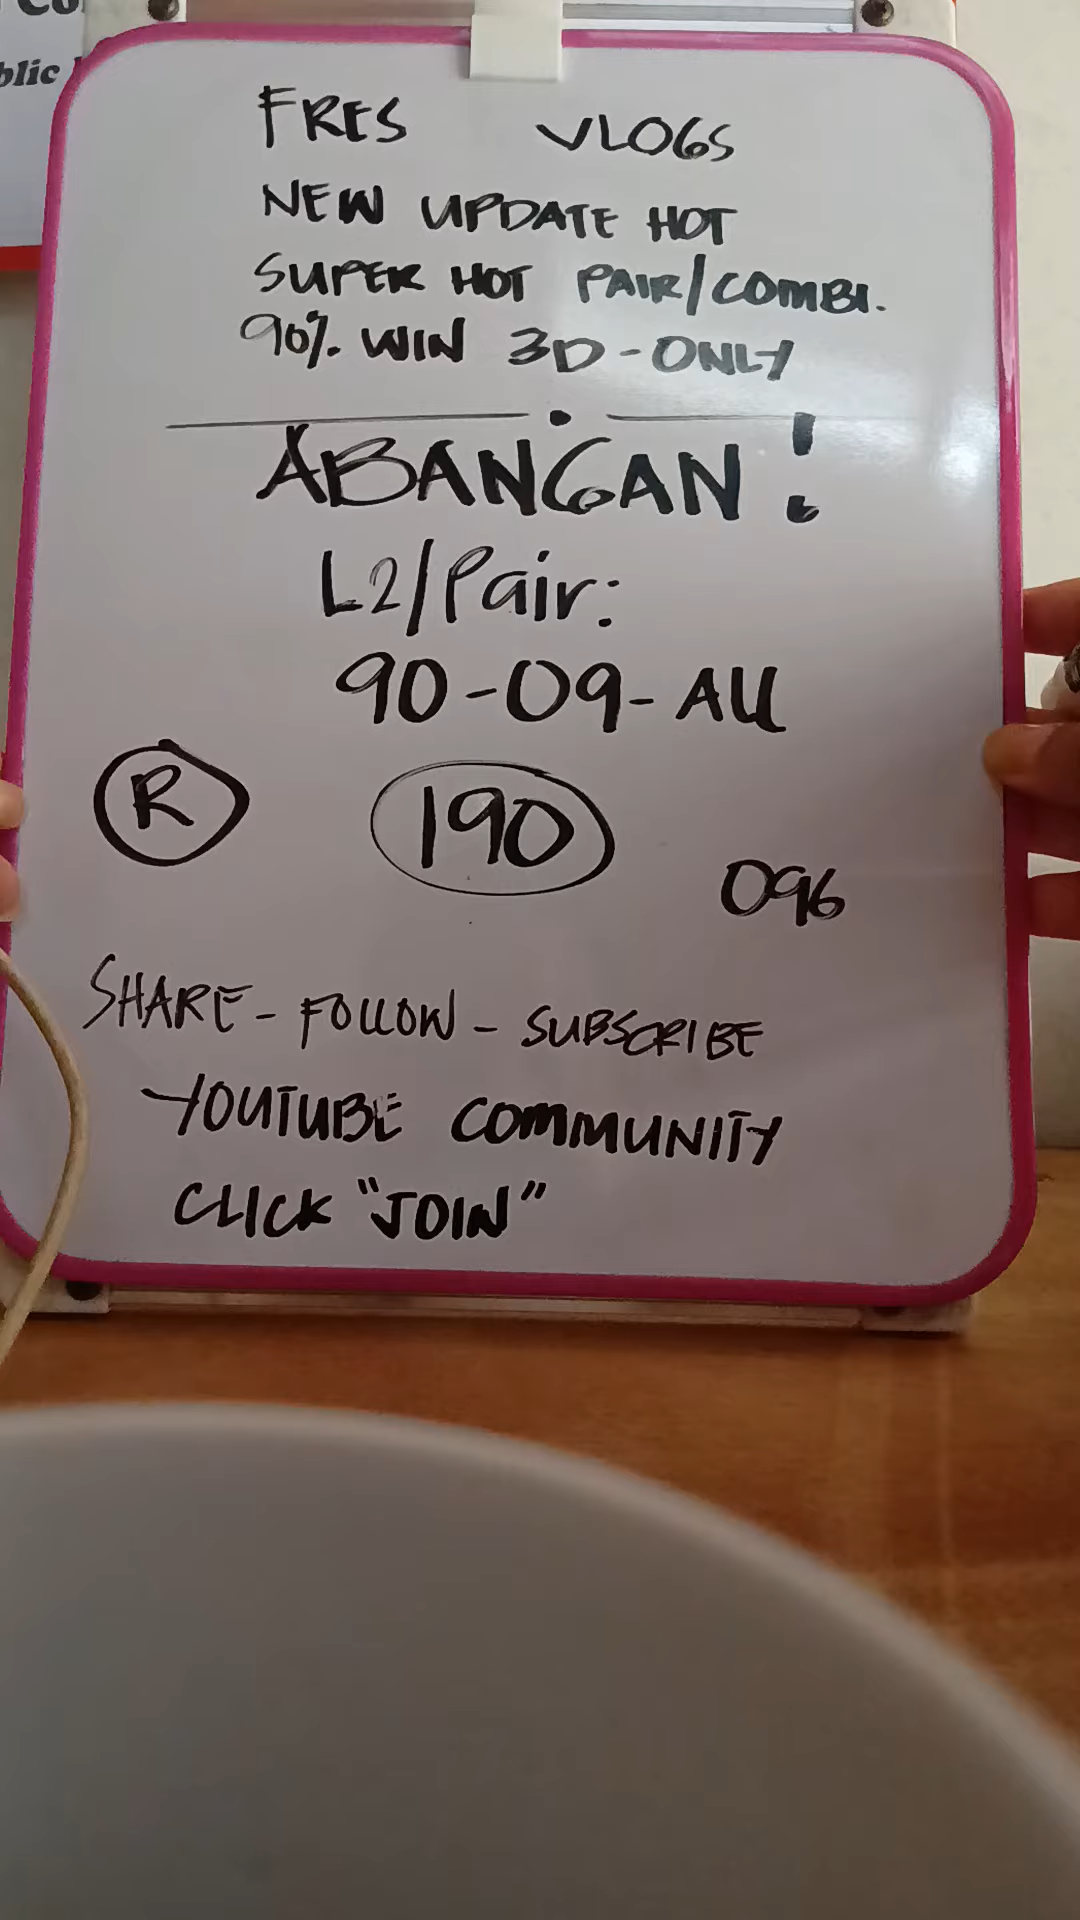 blic
FRES VLOGS
NEW UPDATE HOT
SUPER HOT PAIR/COMBI.
90% WIN 3D-ONLY
ABANGAN!
L2/Pair:
90-09-ALL
R 190
096
SHARE - FOLLOW - SUBSCRIBE
YOUTUBE COMMUNITY
CLICK "JOIN"